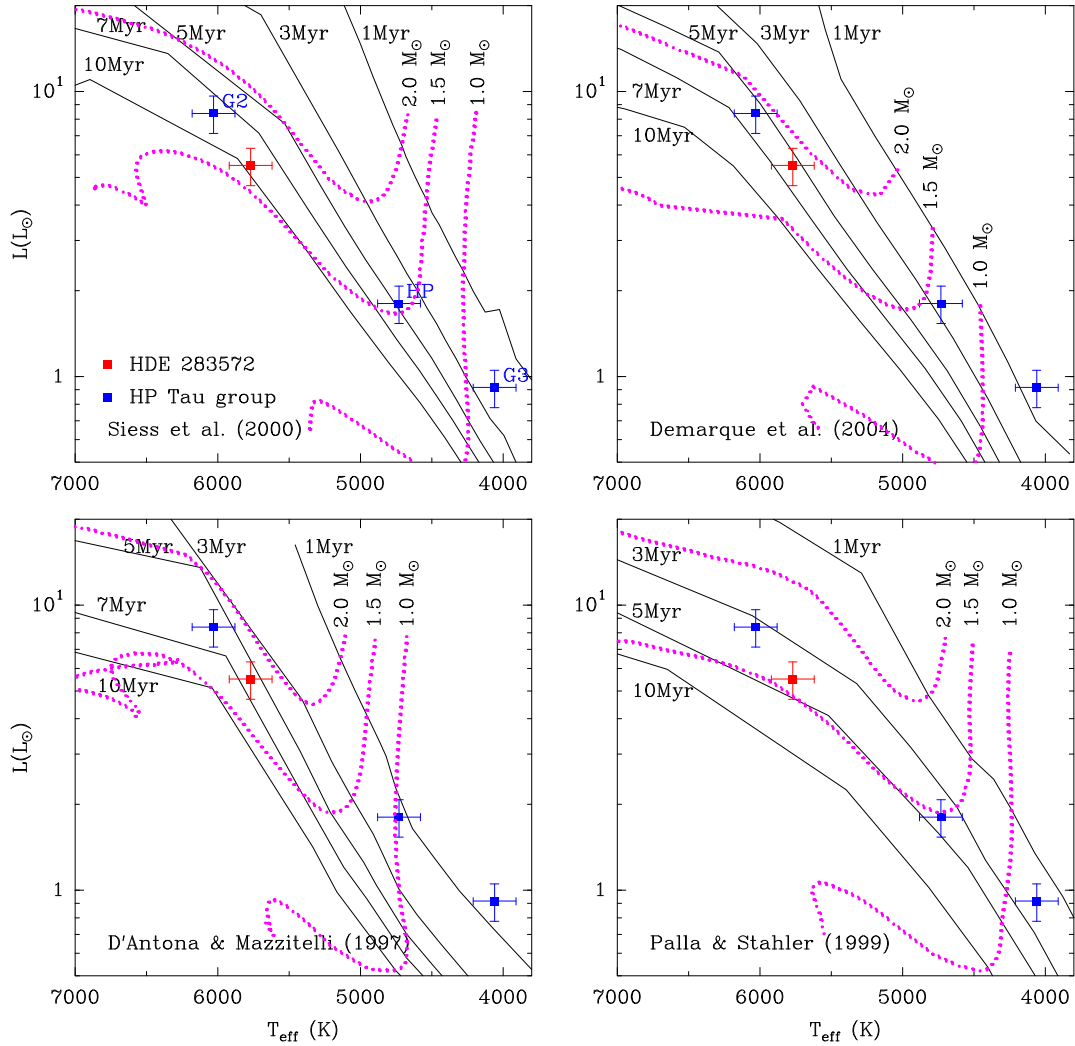 7Myr
5Myr
3Myr
1Myr
10Myr
2.0 M☉
1.5 M☉
1.0 M☉
G2
HP
G3
10¹
1
L(L☉)
HDE 283572
HP Tau group
Siess et al. (2000)
7000
6000
5000
4000
5Myr
3Myr
1Myr
7Myr
10Myr
2.0 M☉
1.5 M☉
1.0 M☉
10¹
1
Demarque et al. (2004)
7000
6000
5000
4000
5Myr
3Myr
1Myr
7Myr
10Myr
2.0 M☉
1.5 M☉
1.0 M☉
10¹
1
L(L☉)
D'Antona & Mazzitelli (1997)
7000
6000
5000
4000
T_eff (K)
1Myr
3Myr
5Myr
10Myr
2.0 M☉
1.5 M☉
1.0 M☉
10¹
1
Palla & Stahler (1999)
7000
6000
5000
4000
T_eff (K)